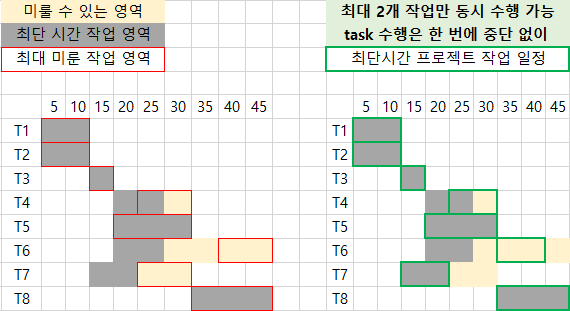 미룰 수 있는 영역
최단 시간 작업 영역
최대 미룬 작업 영역
최대 2개 작업만 동시 수행 가능
task 수행은 한 번에 중단 없이
최단시간 프로젝트 작업 일정
5 10 15 20 25 30 35 40 45
T1
T2
T3
T4
T5
T6
T7
T8
5 10 15 20 25 30 35 40 45
T1
T2
T3
T4
T5
T6
T7
T8